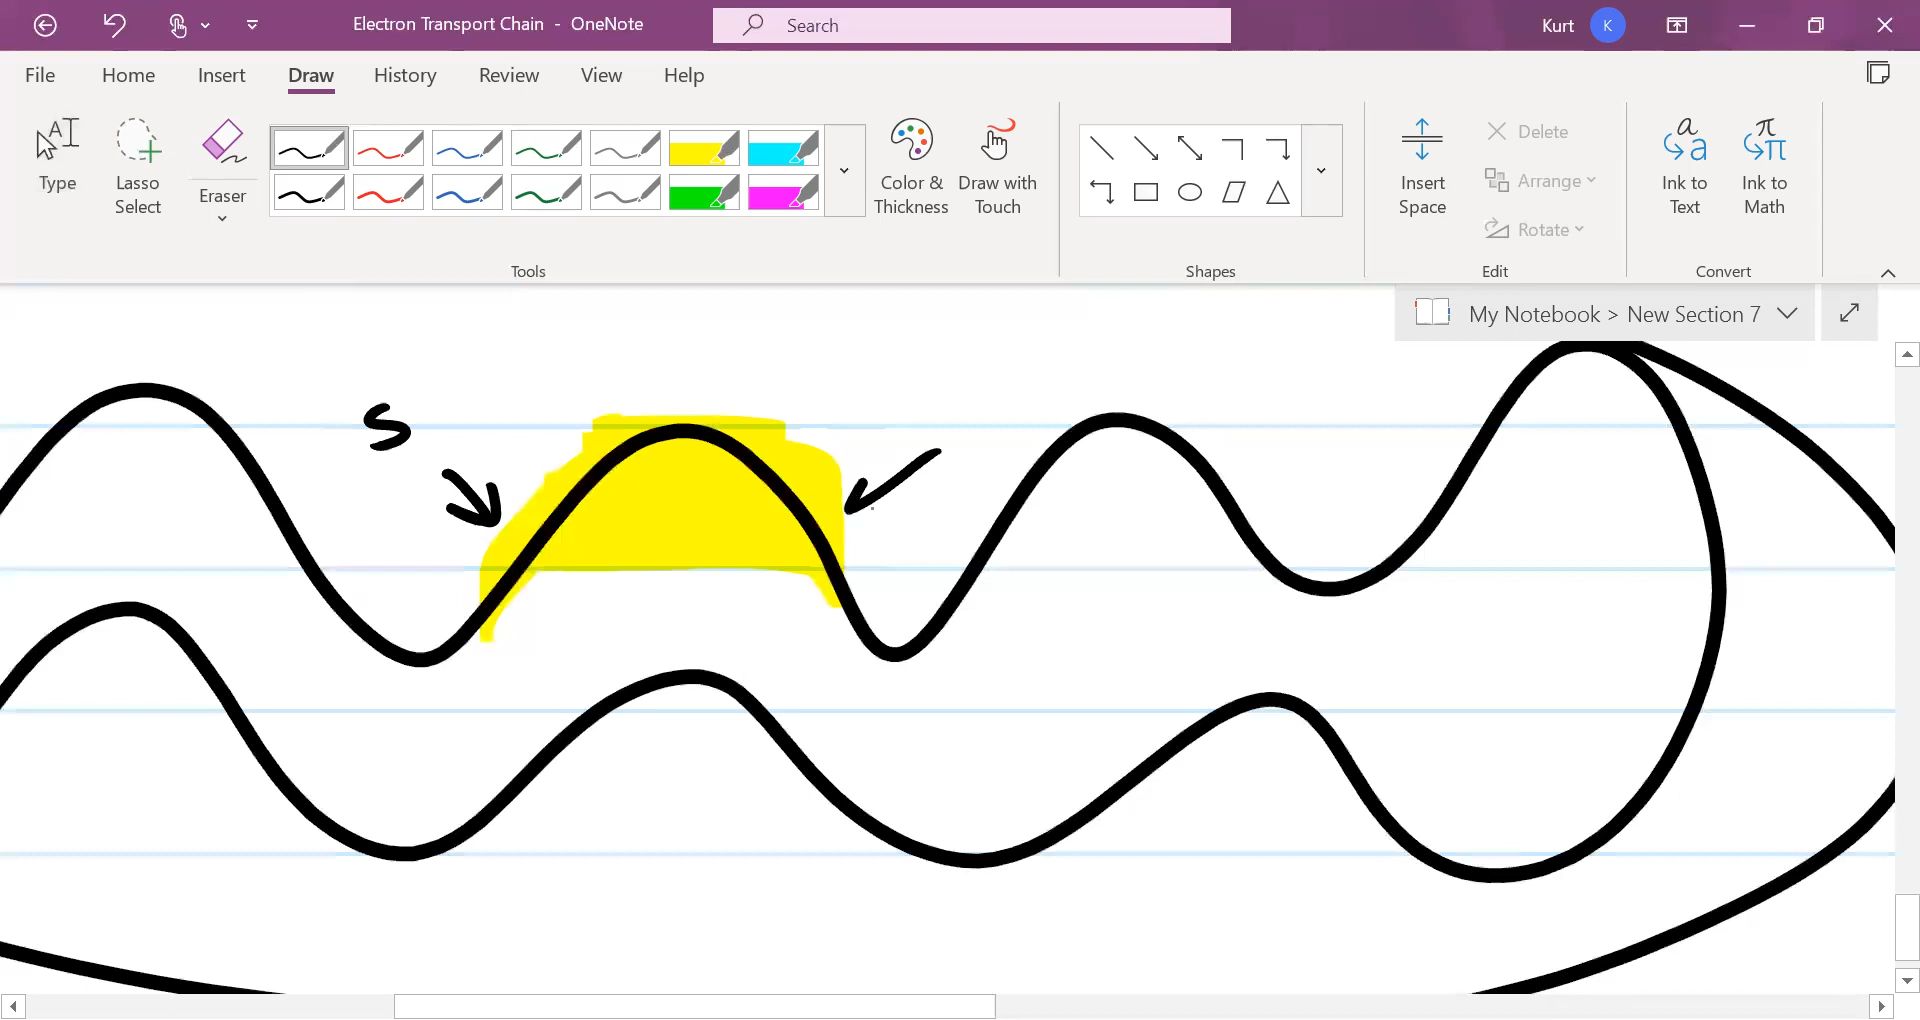 Electron Transport Chain - OneNote
Search
Kurt
K
File
Home
Insert
Draw
History
Review
View
Help
Type
Lasso
Select
Eraser
Color &
Thickness
Draw with
Touch
Tools
Shapes
Insert
Space
Delete
Arrange
Rotate
Edit
a
a
Ink to
Text
π
π
Ink to
Math
Convert
My Notebook > New Section 7
S